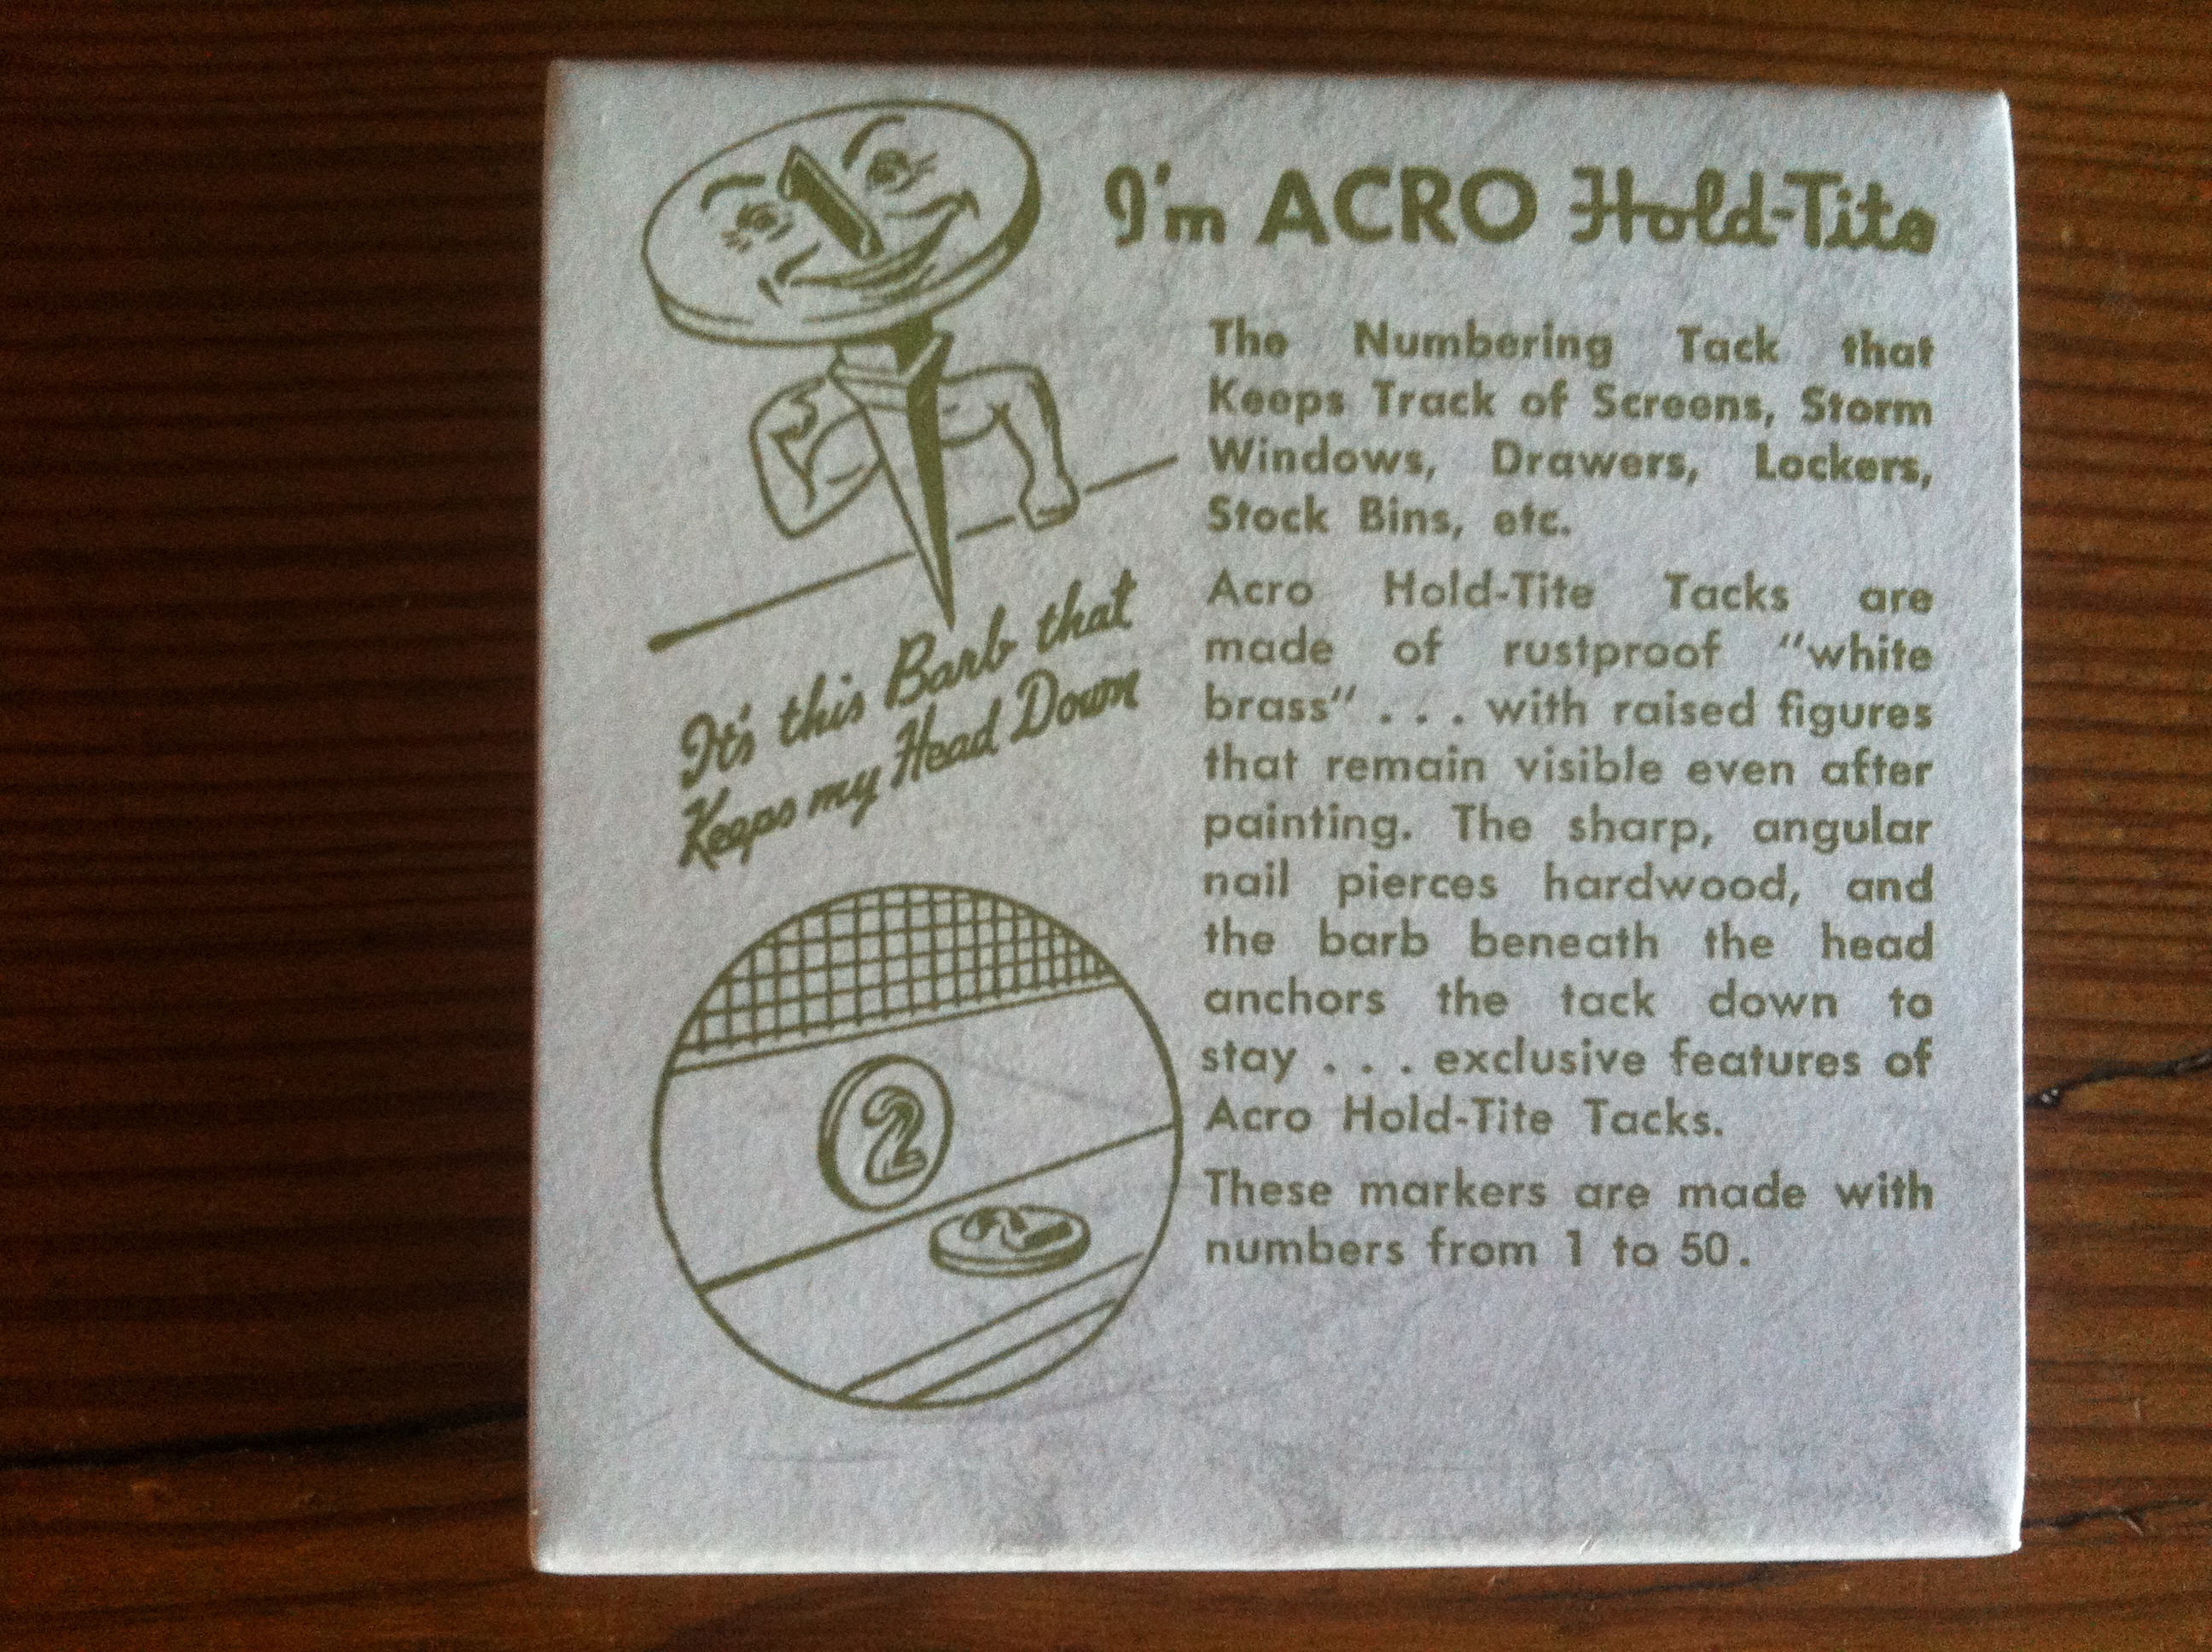 I'm ACRO Hold-Tite
The Numbering Tack that
Keeps Track of Screens, Storm
Windows, Drawers, Lockers,
Stock Bins, etc.
It's this Barb that
Keeps my Head Down
Acro Hold-Tite Tacks are
made of rustproof "white
brass" . . . with raised figures
that remain visible even after
painting. The sharp, angular
nail pierces hardwood, and
the barb beneath the head
anchors the tack down to
stay . . . exclusive features of
Acro Hold-Tite Tacks.
These markers are made with
numbers from 1 to 50.
2
1